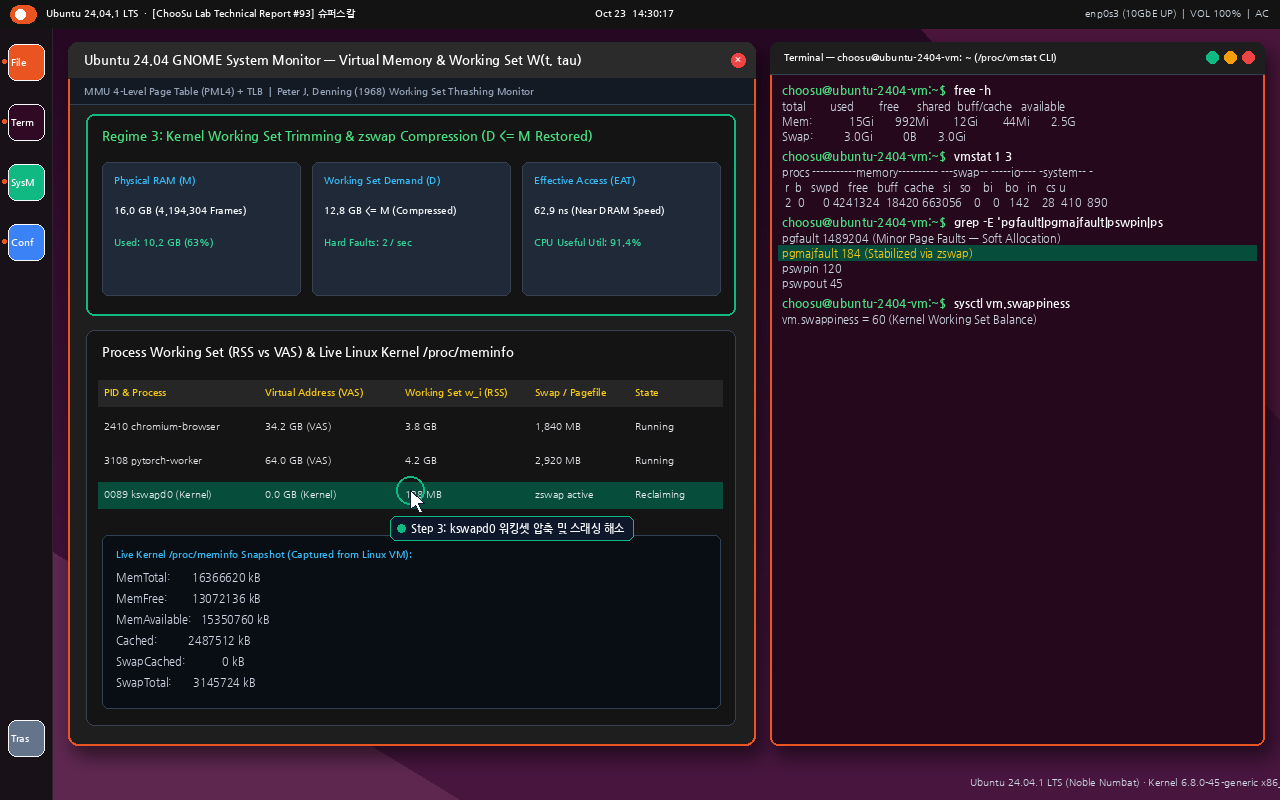 Ubuntu 24.04.1 LTS · [ChooSu Lab Technical Report #93] 슈퍼스칼
Oct 23 14:30:17
enp0s3 (10GbE UP) | VOL 100% | AC
File
Term
SysM
Conf
Tras
Ubuntu 24.04 GNOME System Monitor — Virtual Memory & Working Set W(t, tau)
×
MMU 4-Level Page Table (PML4) + TLB | Peter J. Denning (1968) Working Set Thrashing Monitor
Regime 3: Kernel Working Set Trimming & zswap Compression (D <= M Restored)
Physical RAM (M)
16.0 GB (4,194,304 Frames)
Used: 10.2 GB (63%)
Working Set Demand (D)
12.8 GB <= M (Compressed)
Hard Faults: 2 / sec
Effective Access (EAT)
62.9 ns (Near DRAM Speed)
CPU Useful Util: 91.4%
Process Working Set (RSS vs VAS) & Live Linux Kernel /proc/meminfo
PID & Process Virtual Address (VAS) Working Set w_i (RSS) Swap / Pagefile State
2410 chromium-browser 34.2 GB (VAS) 3.8 GB 1,840 MB Running
3108 pytorch-worker 64.0 GB (VAS) 4.2 GB 2,920 MB Running
0089 kswapd0 (Kernel) 0.0 GB (Kernel) MB zswap active Reclaiming
Step 3: kswapd0 워킹셋 압축 및 스래싱 해소
Live Kernel /proc/meminfo Snapshot (Captured from Linux VM):
MemTotal: 16366620 kB
MemFree: 13072136 kB
MemAvailable: 15350760 kB
Cached: 2487512 kB
SwapCached: 0 kB
SwapTotal: 3145724 kB
Terminal — choosu@ubuntu-2404-vm: ~ (/proc/vmstat CLI)
choosu@ubuntu-2404-vm:~$ free -h
total used free shared buff/cache available
Mem: 15Gi 992Mi 12Gi 44Mi 2.5G
Swap: 3.0Gi 0B 3.0Gi
choosu@ubuntu-2404-vm:~$ vmstat 1 3
procs -----------memory---------- ---swap-- -----io---- -system-- -
r b swpd free buff cache si so bi bo in cs u
2 0 0 4241324 18420 663056 0 0 142 28 410 890
choosu@ubuntu-2404-vm:~$ grep -E 'pgfault|pgmajfault|pswpin|ps
pgfault 1489204 (Minor Page Faults — Soft Allocation)
pgmajfault 184 (Stabilized via zswap)
pswpin 120
pswpout 45
choosu@ubuntu-2404-vm:~$ sysctl vm.swappiness
vm.swappiness = 60 (Kernel Working Set Balance)
Ubuntu 24.04.1 LTS (Noble Numbat) · Kernel 6.8.0-45-generic x86